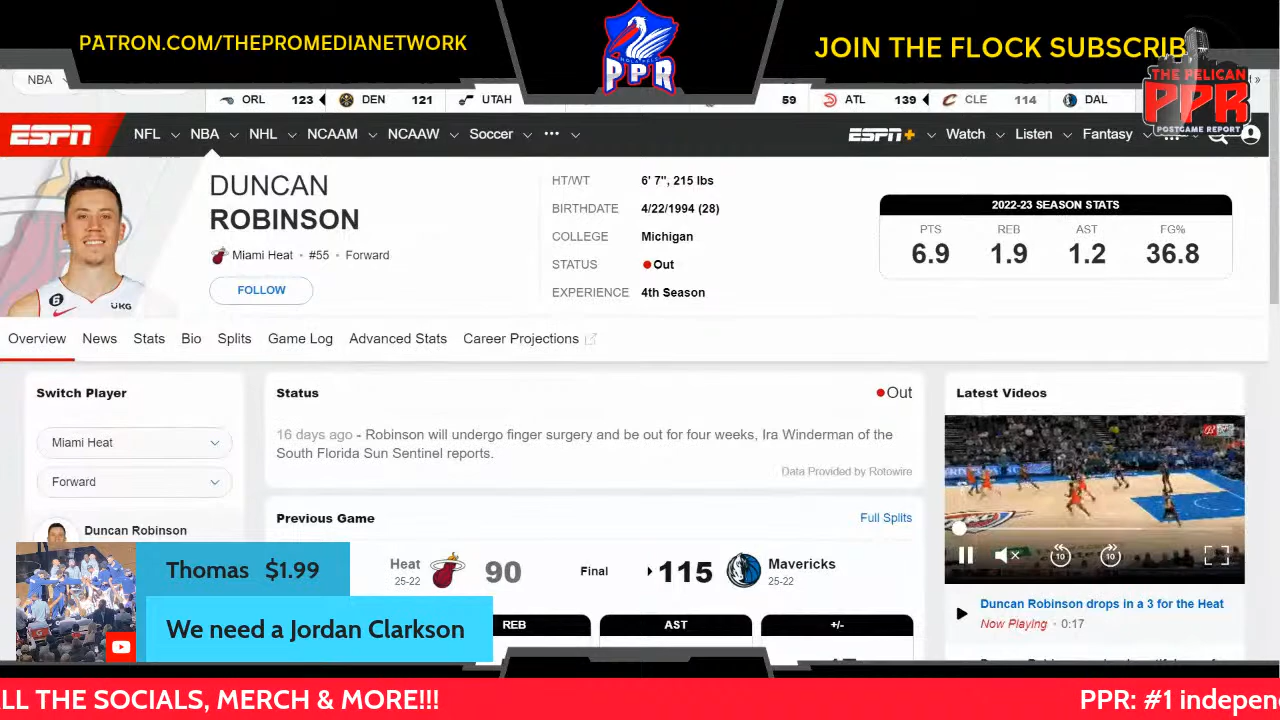 PATRON.COM/THEPROMEDIANETWORK
PPR
JOIN THE FLOCK SUBSCRIB
THE PELICAN
PPR
POSTGAME REPORT
NBA
ORL 123 DEN 121 UTAH 59 ATL 139 CLE 114 DAL
ESPN NFL NBA NHL NCAAM NCAAW Soccer ••• ESPN+ Watch Listen Fantasy •••
DUNCAN
ROBINSON
Miami Heat • #55 • Forward
FOLLOW
HT/WT 6' 7", 215 lbs
BIRTHDATE 4/22/1994 (28)
COLLEGE Michigan
STATUS Out
EXPERIENCE 4th Season
2022-23 SEASON STATS
PTS REB AST FG%
6.9 1.9 1.2 36.8
6
UKG
Overview News Stats Bio Splits Game Log Advanced Stats Career Projections
Switch Player
Miami Heat
Forward
Duncan Robinson
Status Out
16 days ago - Robinson will undergo finger surgery and be out for four weeks, Ira Winderman of the
South Florida Sun Sentinel reports.
Data Provided by Rotowire
Previous Game Full Splits
Heat 90 Final 115 Mavericks
25-22 25-22
REB AST +/-
Latest Videos
10 10
Duncan Robinson drops in a 3 for the Heat
Now Playing • 0:17
Thomas $1.99
We need a Jordan Clarkson
LL THE SOCIALS, MERCH & MORE!!!
PPR: #1 indepen